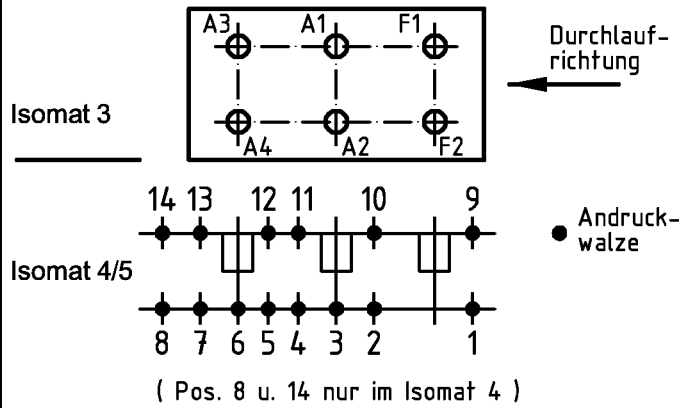 A3 A1 F1
Durchlauf-
richtung
Isomat 3
A4 A2 F2
14 13 12 11 10 9
Andruck-
walze
Isomat 4/5
8 7 6 5 4 3 2 1
( Pos. 8 u. 14 nur im Isomat 4 )